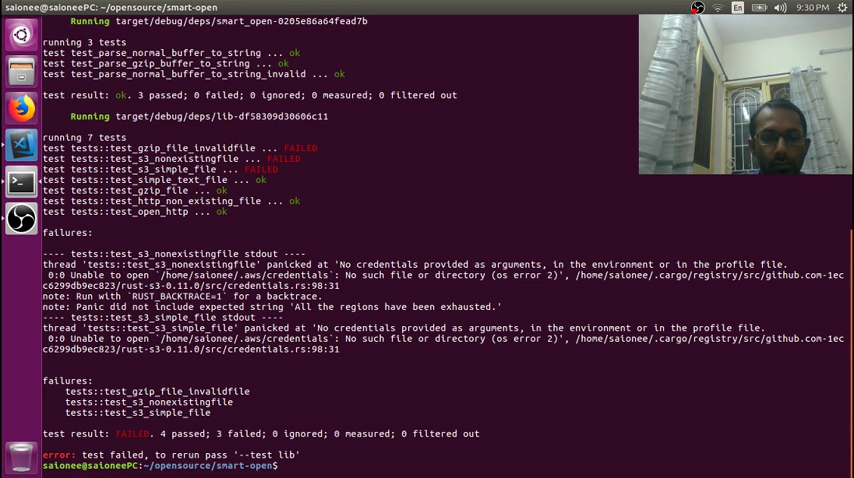 saionee@saioneePC: ~/opensource/smart-open
En
9:30 PM
Running target/debug/deps/smart_open-0205e86a64fead7b
running 3 tests
test test_parse_normal_buffer_to_string ... ok
test test_parse_gzip_buffer_to_string ... ok
test test_parse_normal_buffer_to_string_invalid ... ok
test result: ok. 3 passed; 0 failed; 0 ignored; 0 measured; 0 filtered out
Running target/debug/deps/lib-df58309d30606c11
running 7 tests
test tests::test_gzip_file_invalidfile ... FAILED
test tests::test_s3_nonexistingfile ... FAILED
test tests::test_s3_simple_file ... FAILED
test tests::test_simple_text_file ... ok
test tests::test_gzip_file ... ok
test tests::test_http_non_existing_file ... ok
test tests::test_open_http ... ok
failures:
---- tests::test_s3_nonexistingfile stdout ----
thread 'tests::test_s3_nonexistingfile' panicked at 'No credentials provided as arguments, in the environment or in the profile file.
0:0 Unable to open `/home/saionee/.aws/credentials`: No such file or directory (os error 2)', /home/saionee/.cargo/registry/src/github.com-1ec
c6299db9ec823/rust-s3-0.11.0/src/credentials.rs:98:31
note: Run with `RUST_BACKTRACE=1` for a backtrace.
note: Panic did not include expected string 'All the regions have been exhausted.'
---- tests::test_s3_simple_file stdout ----
thread 'tests::test_s3_simple_file' panicked at 'No credentials provided as arguments, in the environment or in the profile file.
0:0 Unable to open `/home/saionee/.aws/credentials`: No such file or directory (os error 2)', /home/saionee/.cargo/registry/src/github.com-1ec
c6299db9ec823/rust-s3-0.11.0/src/credentials.rs:98:31
failures:
tests::test_gzip_file_invalidfile
tests::test_s3_nonexistingfile
tests::test_s3_simple_file
test result: FAILED. 4 passed; 3 failed; 0 ignored; 0 measured; 0 filtered out
error: test failed, to rerun pass '--test lib'
saionee@saioneePC:~/opensource/smart-open$